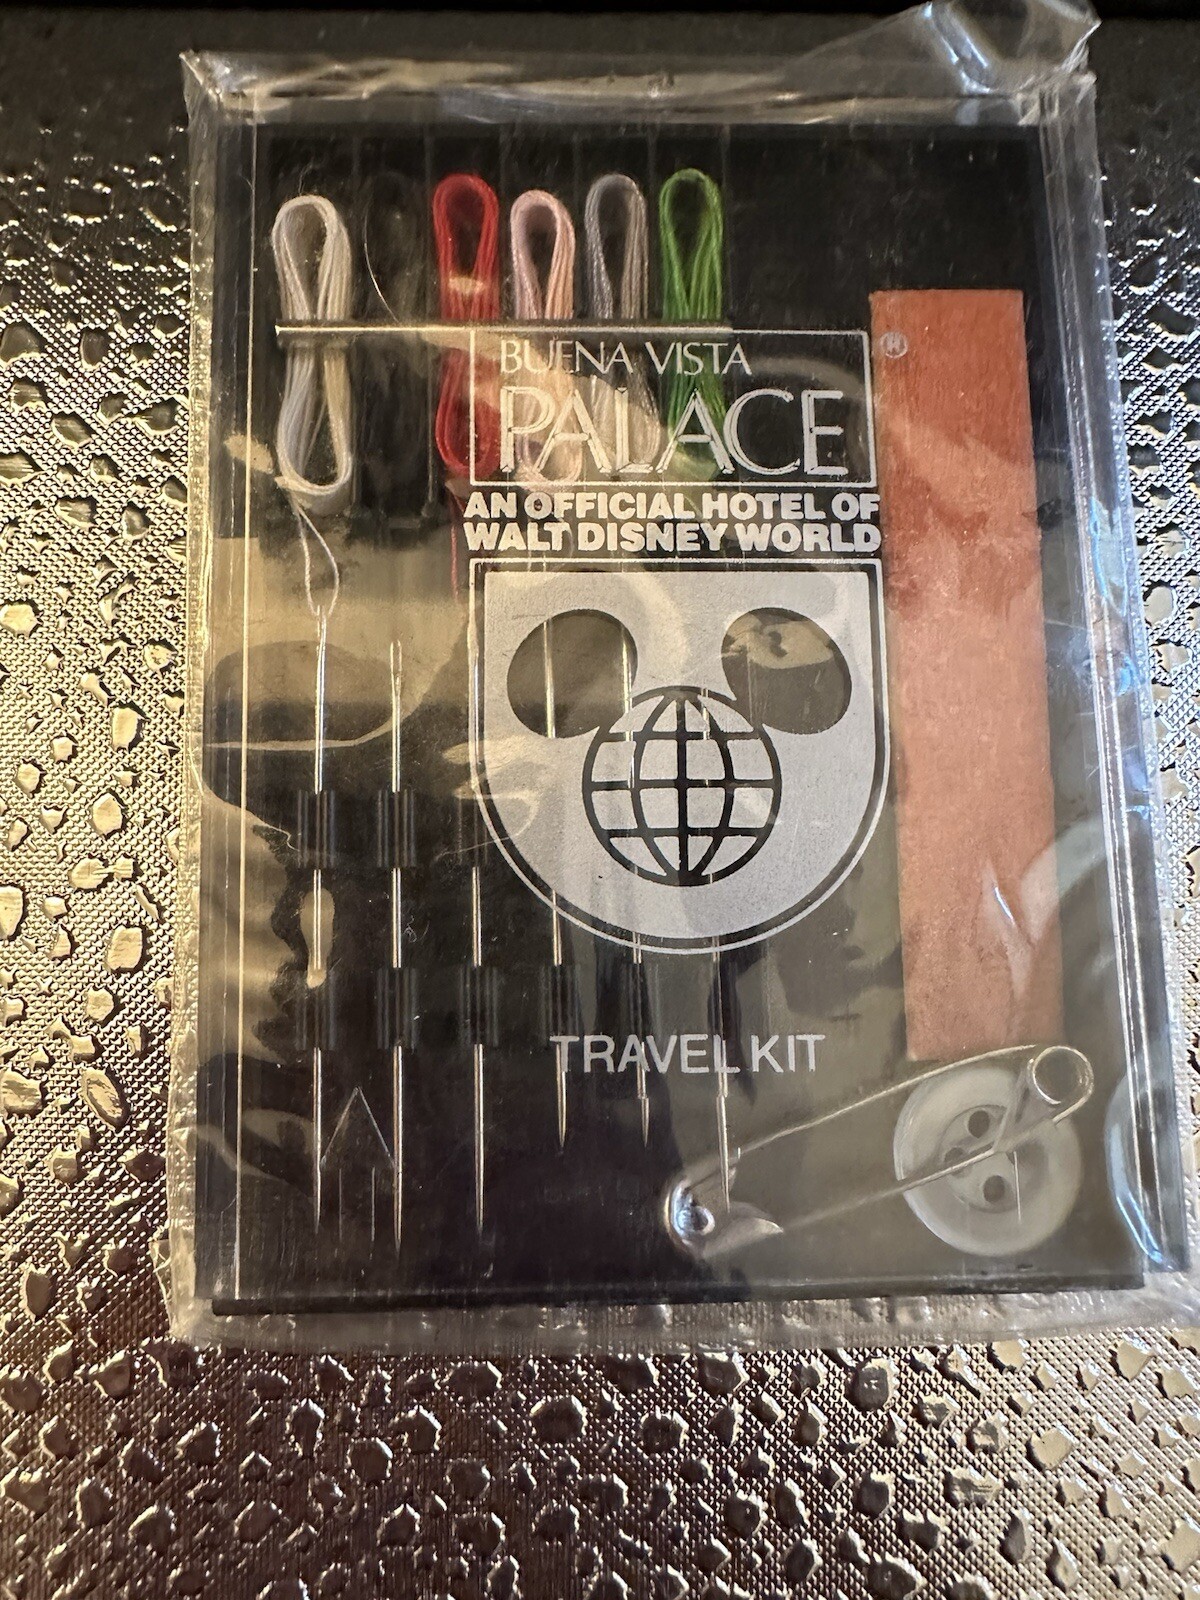 BUENA VISTA
PALACE
AN OFFICIAL HOTEL OF
WALT DISNEY WORLD
TRAVEL KIT